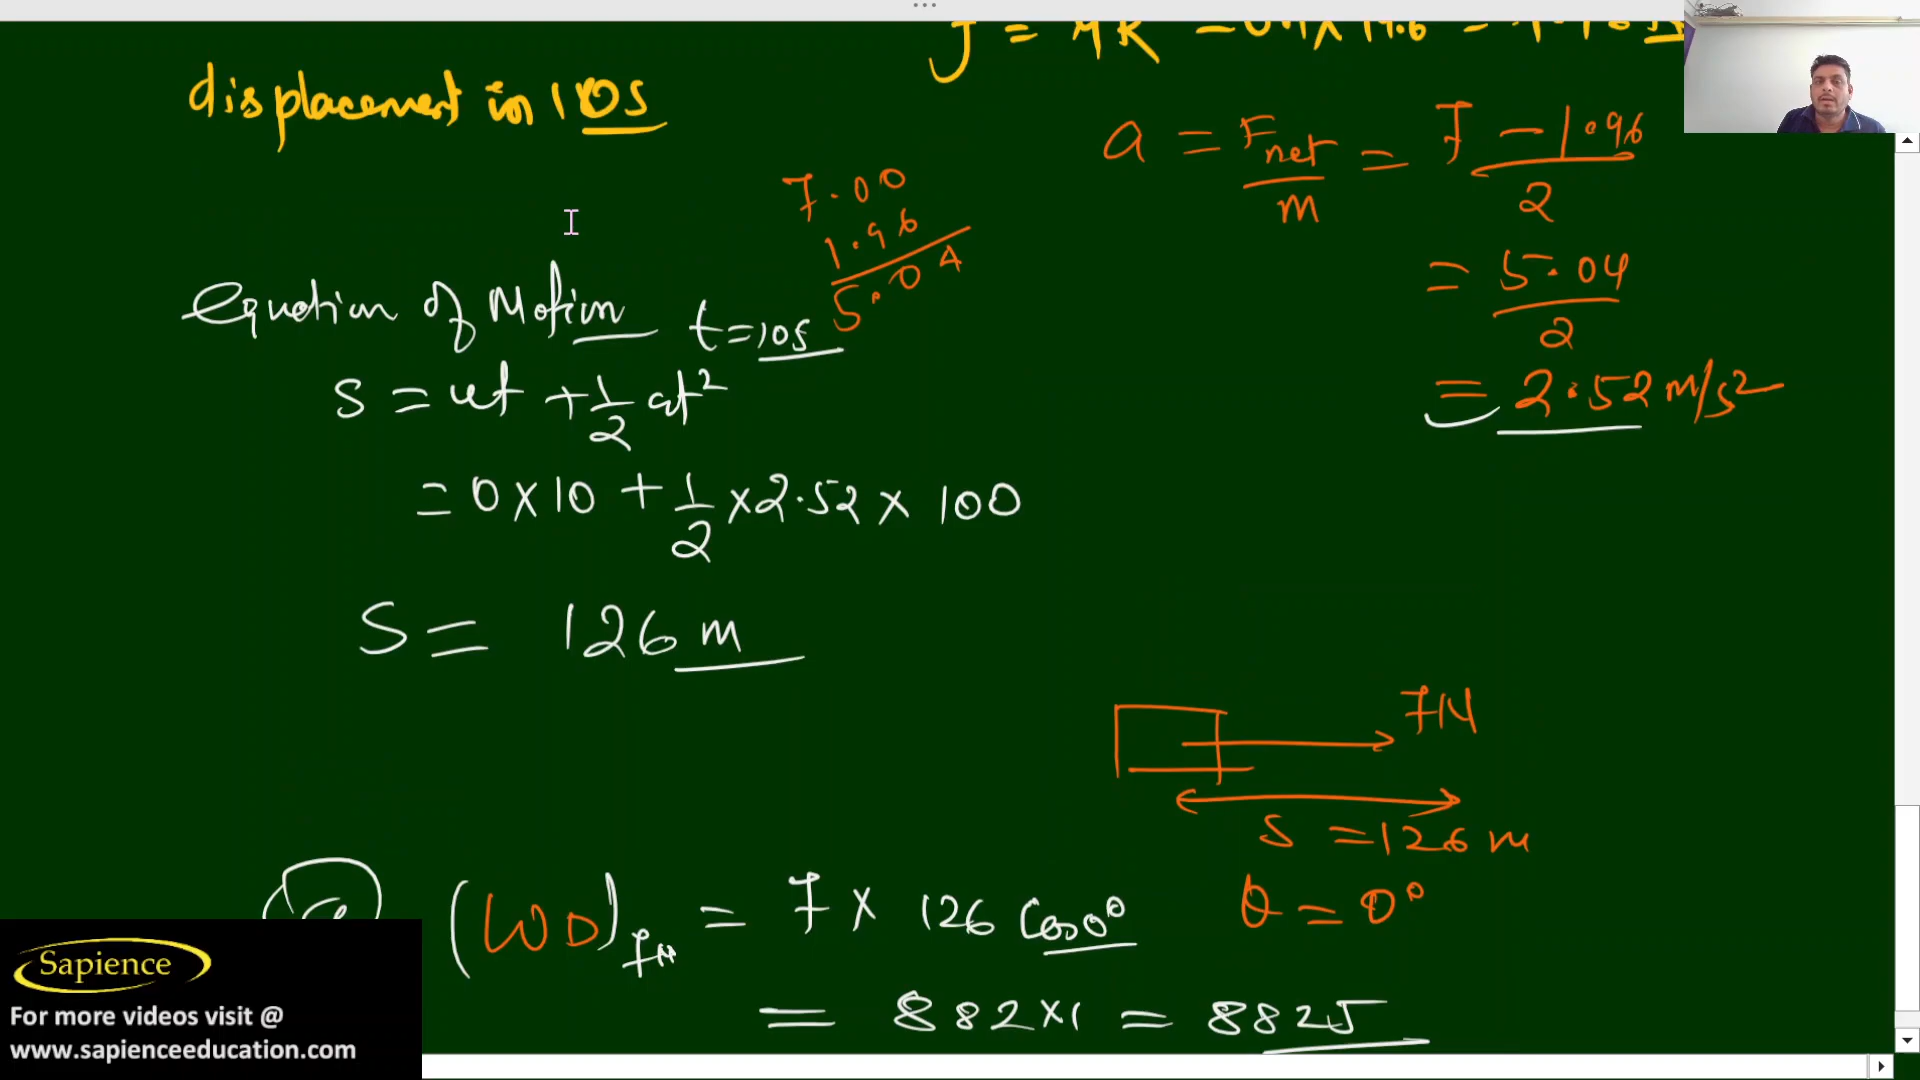 displacement in 10s
a = Fnet/m = 7 - 1.96 / 2
7.00
1.96
5.04
= 5.04 / 2
= 2.52 m/s²
Equation of Motion t = 10s
s = ut + 1/2 at²
= 0 × 10 + 1/2 × 2.52 × 100
S = 126 m
7N
s = 126 m
θ = 0°
(WD)7N = 7 × 126 Cos0°
= 882 × 1 = 882J
Sapience
For more videos visit @
www.sapienceeducation.com